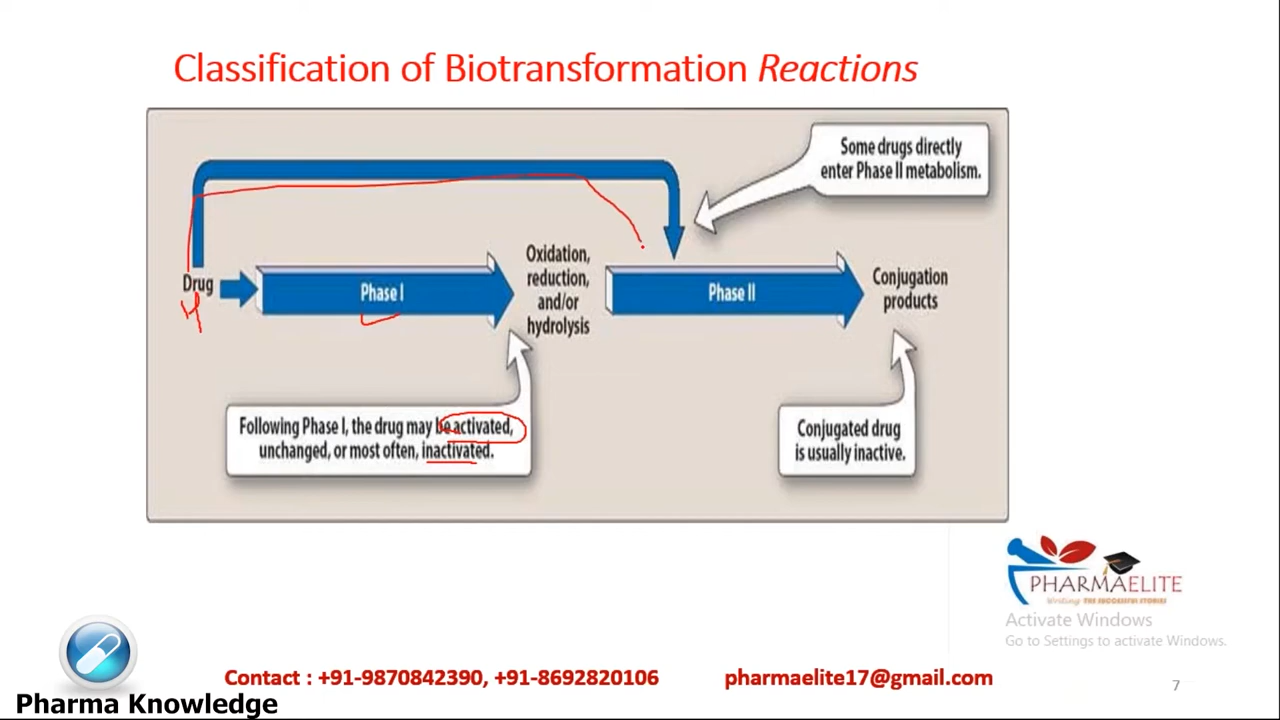 Classification of Biotransformation Reactions
Some drugs directly
enter Phase II metabolism.
Drug
Phase I
Oxidation,
reduction,
and/or
hydrolysis
Phase II
Conjugation
products
Following Phase I, the drug may be activated,
unchanged, or most often, inactivated.
Conjugated drug
is usually inactive.
PHARMAELITE
Writing THE SUCCESSFUL STORIES
Activate Windows
Go to Settings to activate Windows.
Contact : +91-9870842390, +91-8692820106 pharmaelite17@gmail.com
7
Pharma Knowledge